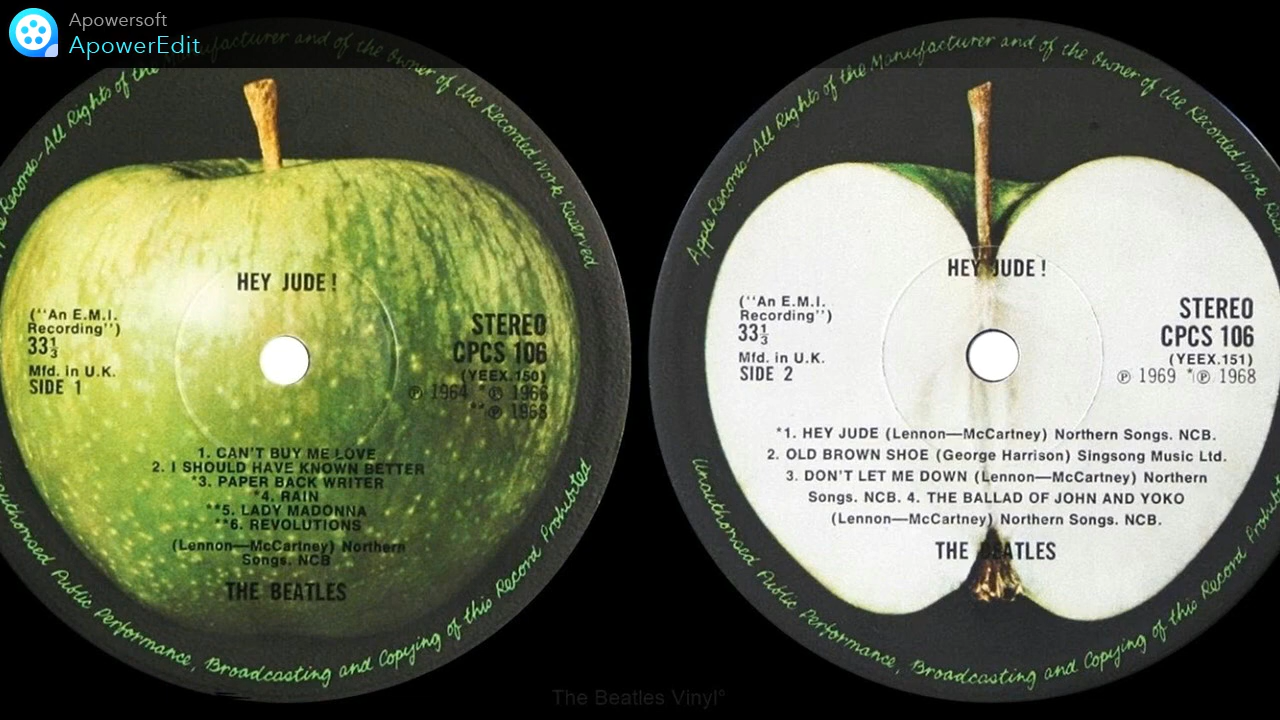 Apowersoft
ApowerEdit
Apple Records-All Rights of the Manufacturer and of the Owner of the Recorded Work Reserved
HEY JUDE!
("An E.M.I.
Recording")
33⅓
Mfd. in U.K.
SIDE 1
STEREO
CPCS 106
(YEEX.150)
℗ 1964 *℗ 1966
**℗ 1968
1. CAN'T BUY ME LOVE
2. I SHOULD HAVE KNOWN BETTER
*3. PAPER BACK WRITER
*4. RAIN
**5. LADY MADONNA
**6. REVOLUTIONS
(Lennon—McCartney) Northern
Songs. NCB
THE BEATLES
Unauthorised Public Performance, Broadcasting and Copying of this Record Prohibited
Apple Records-All Rights of the Manufacturer and of the Owner of the Recorded Work Reserved
HEY JUDE!
("An E.M.I.
Recording")
33⅓
Mfd. in U.K.
SIDE 2
STEREO
CPCS 106
(YEEX.151)
℗ 1969 *℗ 1968
*1. HEY JUDE (Lennon—McCartney) Northern Songs. NCB.
2. OLD BROWN SHOE (George Harrison) Singsong Music Ltd.
3. DON'T LET ME DOWN (Lennon—McCartney) Northern
Songs. NCB. 4. THE BALLAD OF JOHN AND YOKO
(Lennon—McCartney) Northern Songs. NCB.
THE BEATLES
Unauthorised Public Performance, Broadcasting and Copying of this Record Prohibited
The Beatles Vinyl°